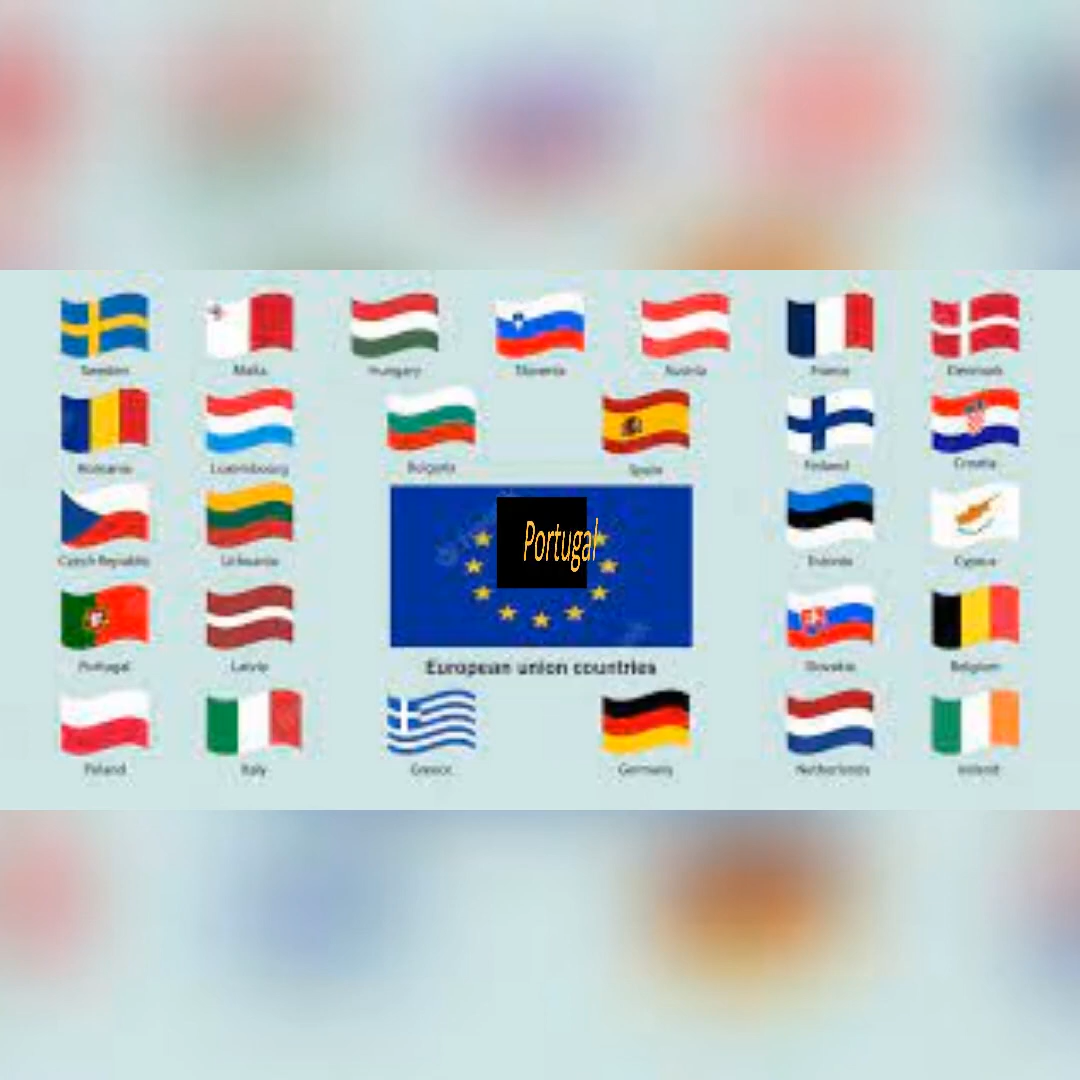 Sweden Malta Hungary Slovenia Austria France Denmark
Romania Luxembourg Bulgaria Spain Finland Croatia
Czech Republic Lithuania Estonia Cyprus
Portugal
Portugal Latvia Slovakia Belgium
European union countries
Poland Italy Greece Germany Netherlands Ireland